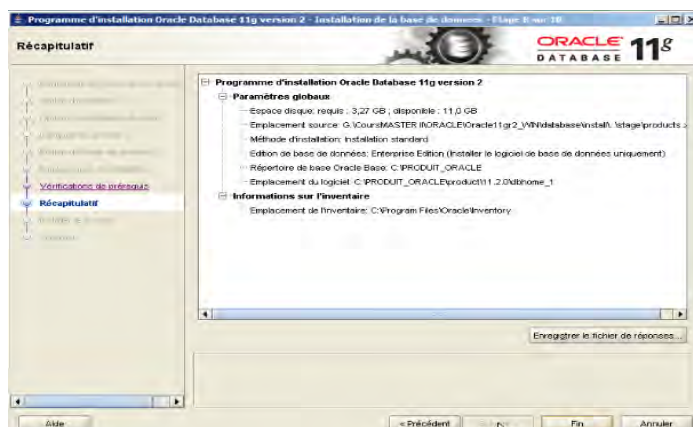 Programme d'installation Oracle Database 11g version 2 - Installation de la base de données - Etape 8 sur 10
Récapitulatif
ORACLE
DATABASE 11g
Programme d'installation Oracle Database 11g version 2
Paramètres globaux
Espace disque: requis : 3,27 GB ; disponible : 11,0 GB
Emplacement source: G:\CoursMASTER II\ORACLE\Oracle11gr2_WIN\database\install\..\stage\products.x
Méthode d'installation: Installation standard
Edition de base de données: Enterprise Edition (Installer le logiciel de base de données uniquement)
Répertoire de base Oracle Base: C:\PRODUIT_ORACLE
Emplacement du logiciel: C:\PRODUIT_ORACLE\product\11.2.0\dbhome_1
Informations sur l'inventaire
Emplacement de l'inventaire: C:\Program Files\Oracle\Inventory
Vérifications de prérequis
Récapitulatif
Enregistrer le fichier de réponses...
Aide
< Précédent
Fin
Annuler